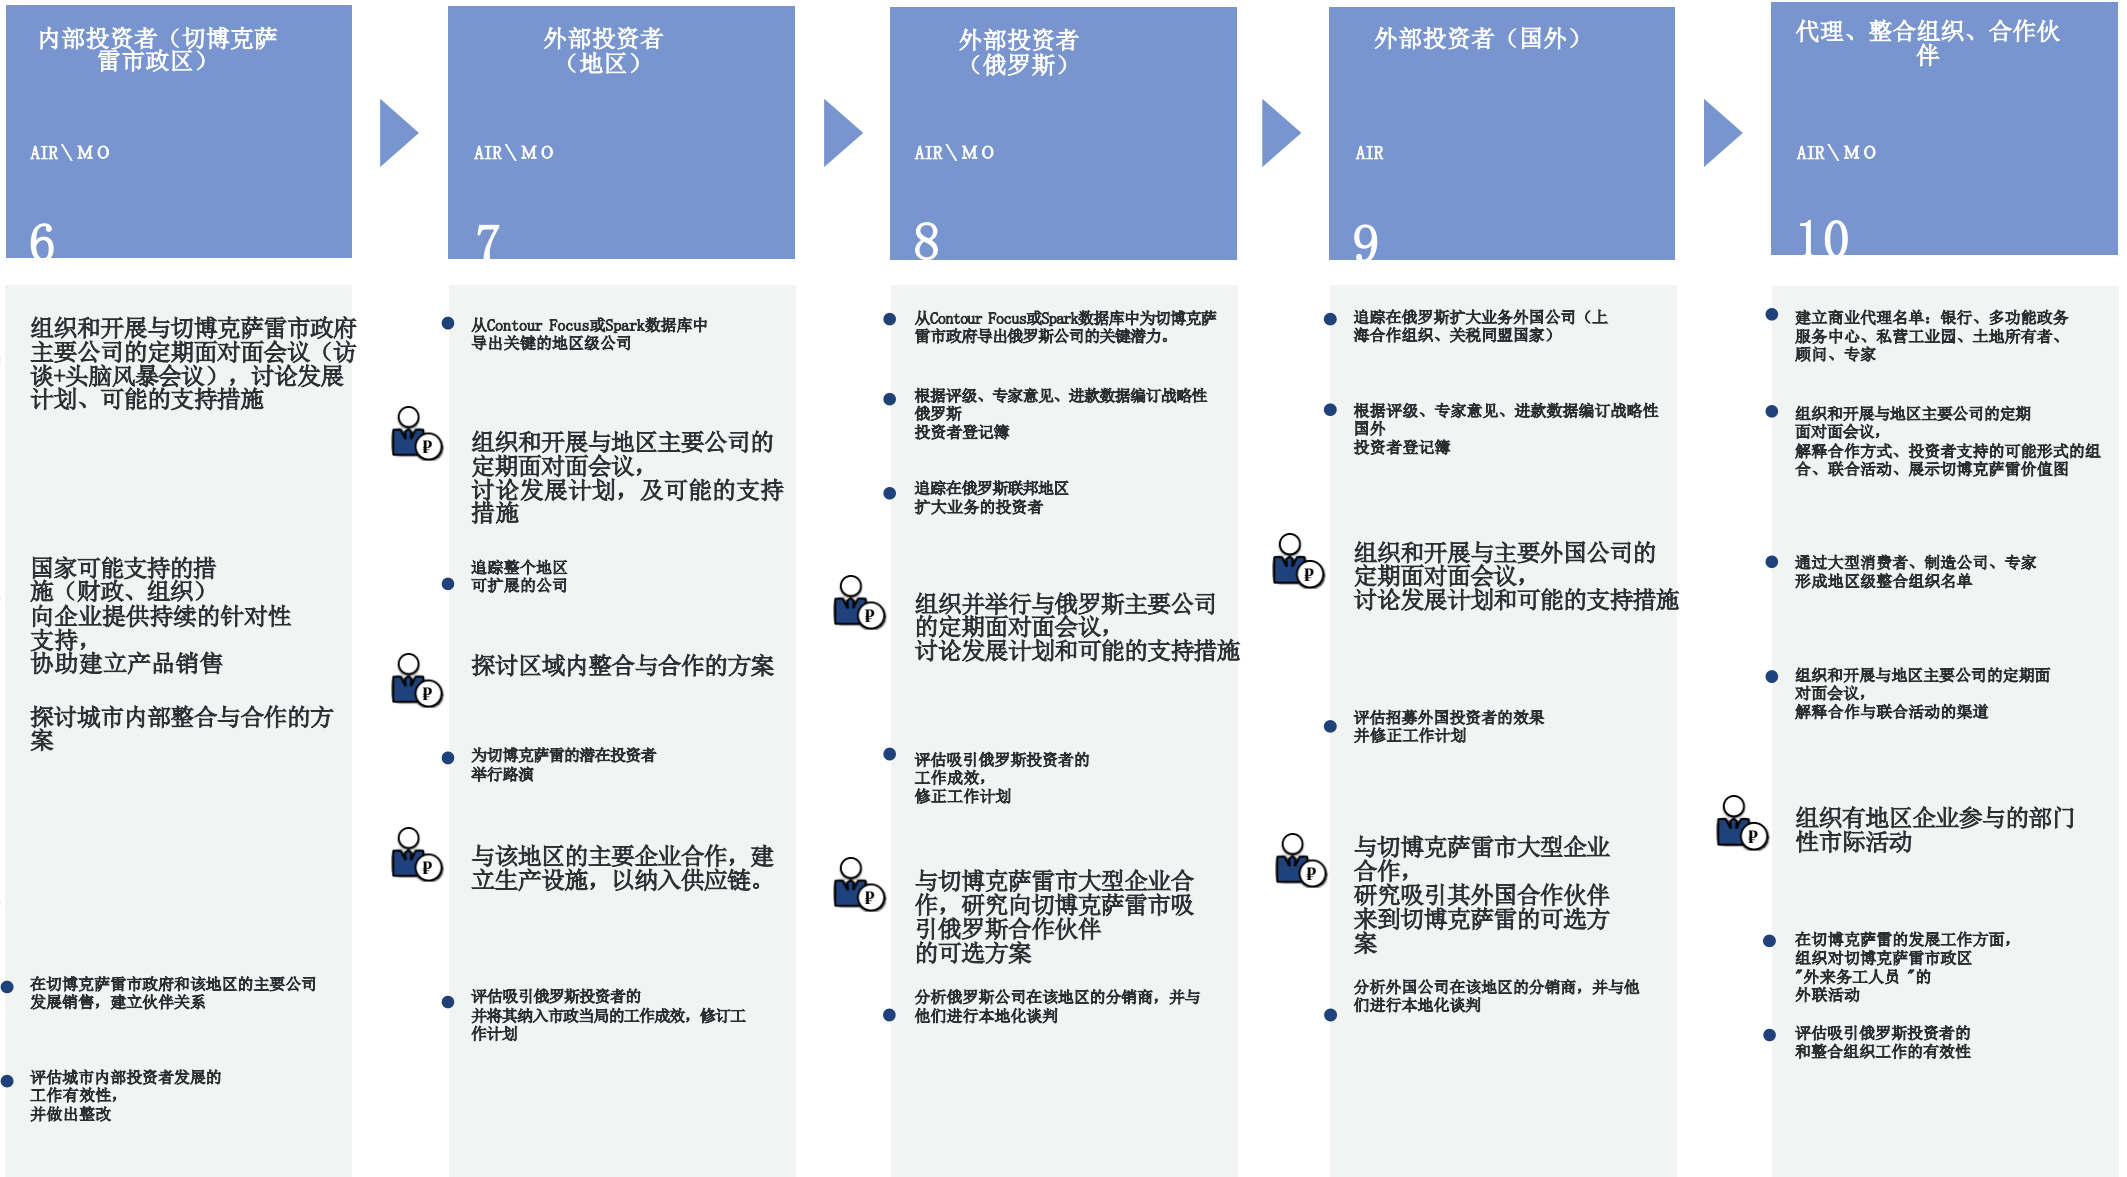 内部投资者（切博克萨
雷市政区）
AIR\MO
6
组织和开展与切博克萨雷市政府
主要公司的定期面对面会议（访
谈+头脑风暴会议），讨论发展
计划、可能的支持措施
国家可能支持的措
施（财政、组织）
向企业提供持续的针对性
支持，
协助建立产品销售
探讨城市内部整合与合作的方
案
在切博克萨雷市政府和该地区的主要公司
发展销售，建立伙伴关系
评估城市内部投资者发展的
工作有效性，
并做出整改
外部投资者
（地区）
AIR\MO
7
从Contour Focus或Spark数据库中
导出关键的地区级公司
₽
组织和开展与地区主要公司的
定期面对面会议，
讨论发展计划，及可能的支持
措施
追踪整个地区
可扩展的公司
₽
探讨区域内整合与合作的方案
为切博克萨雷的潜在投资者
举行路演
₽
与该地区的主要企业合作，建
立生产设施，以纳入供应链。
评估吸引俄罗斯投资者的
并将其纳入市政当局的工作成效，修订工
作计划
外部投资者
（俄罗斯）
AIR\MO
8
从Contour Focus或Spark数据库中为切博克萨
雷市政府导出俄罗斯公司的关键潜力。
根据评级、专家意见、进款数据编订战略性
俄罗斯
投资者登记簿
追踪在俄罗斯联邦地区
扩大业务的投资者
₽
组织并举行与俄罗斯主要公司
的定期面对面会议，
讨论发展计划和可能的支持措施
评估吸引俄罗斯投资者的
工作成效，
修正工作计划
₽
与切博克萨雷市大型企业合
作，研究向切博克萨雷市吸
引俄罗斯合作伙伴
的可选方案
分析俄罗斯公司在该地区的分销商，并与
他们进行本地化谈判
外部投资者（国外）
AIR
9
追踪在俄罗斯扩大业务外国公司（上
海合作组织、关税同盟国家）
根据评级、专家意见、进款数据编订战略性
国外
投资者登记簿
₽
组织和开展与主要外国公司的
定期面对面会议，
讨论发展计划和可能的支持措施
评估招募外国投资者的效果
并修正工作计划
₽
与切博克萨雷市大型企业
合作，
研究吸引其外国合作伙伴
来到切博克萨雷的可选方
案
分析外国公司在该地区的分销商，并与他
们进行本地化谈判
代理、整合组织、合作伙
伴
AIR\MO
10
建立商业代理名单：银行、多功能政务
服务中心、私营工业园、土地所有者、
顾问、专家
组织和开展与地区主要公司的定期
面对面会议，
解释合作方式、投资者支持的可能形式的组
合、联合活动、展示切博克萨雷价值图
通过大型消费者、制造公司、专家
形成地区级整合组织名单
组织和开展与地区主要公司的定期面
对面会议，
解释合作与联合活动的渠道
₽
组织有地区企业参与的部门
性市际活动
在切博克萨雷的发展工作方面，
组织对切博克萨雷市政区
"外来务工人员 "的
外联活动
评估吸引俄罗斯投资者的
和整合组织工作的有效性